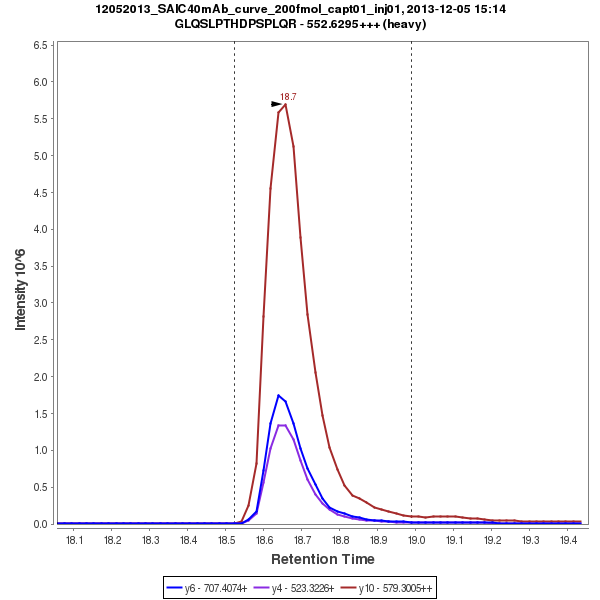 12052013_SAIC40mAb_curve_200fmol_capt01_inj01, 2013-12-05 15:14
GLQSLPTHDPSPLQR - 552.6295+++ (heavy)
6.5
6.0
5.5
5.0
4.5
4.0
3.5
3.0
2.5
2.0
1.5
1.0
0.5
0.0
Intensity 10^6
18.7
18.1 18.2 18.3 18.4 18.5 18.6 18.7 18.8 18.9 19.0 19.1 19.2 19.3 19.4
Retention Time
y6 - 707.4074+ y4 - 523.3226+ y10 - 579.3005++